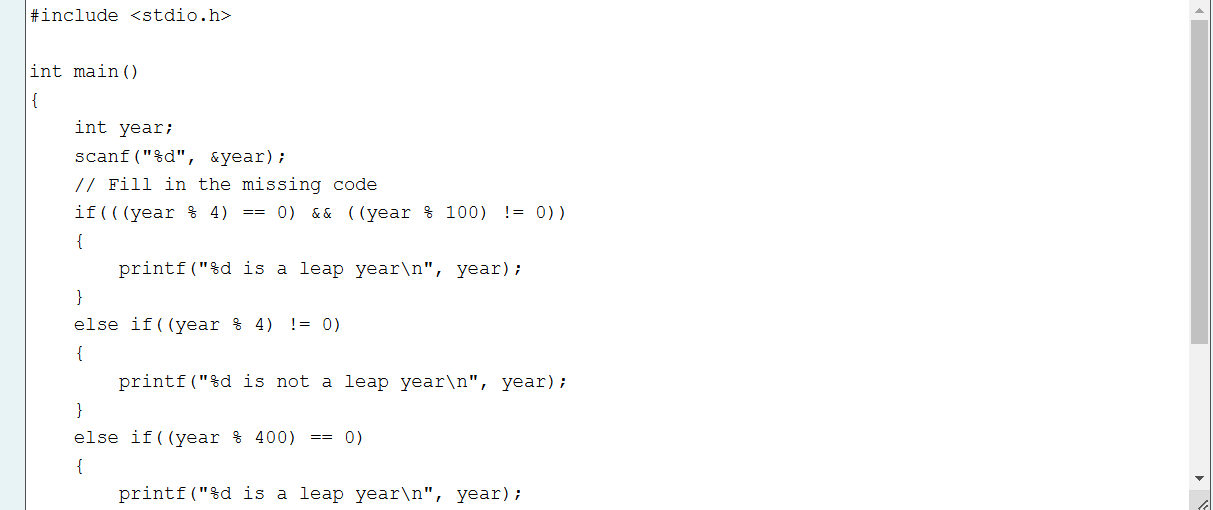 #include <stdio.h>

int main()
{
    int year;
    scanf("%d", &year);
    // Fill in the missing code
    if(((year % 4) == 0) && ((year % 100) != 0))
    {
        printf("%d is a leap year\n", year);
    }
    else if((year % 4) != 0)
    {
        printf("%d is not a leap year\n", year);
    }
    else if((year % 400) == 0)
    {
        printf("%d is a leap year\n", year);